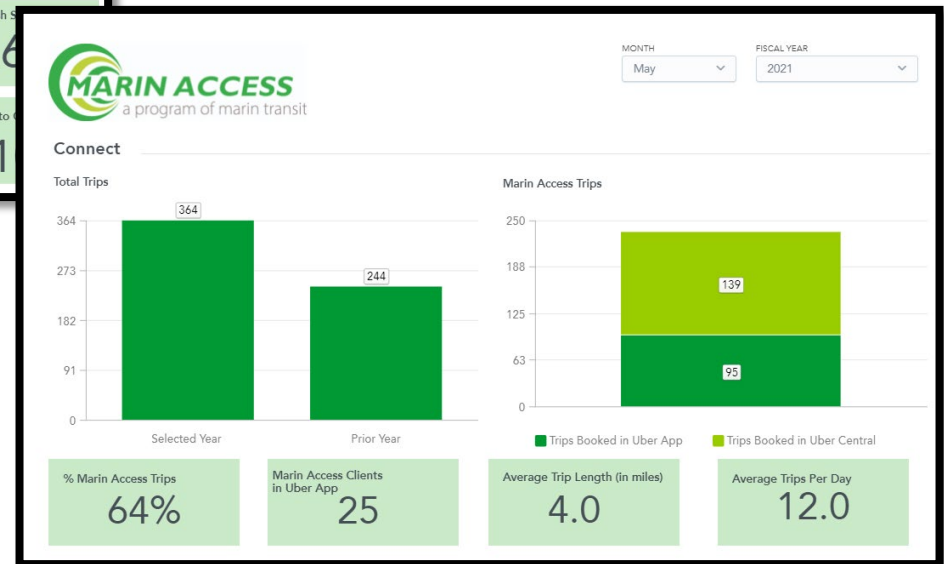 MARIN ACCESS
a program of marin transit
MONTH
May
FISCAL YEAR
2021
Connect
Total Trips
364
273
182
91
0
364
244
Selected Year
Prior Year
Marin Access Trips
250
188
125
63
0
139
95
Trips Booked in Uber App
Trips Booked in Uber Central
% Marin Access Trips
64%
Marin Access Clients
in Uber App
25
Average Trip Length (in miles)
4.0
Average Trips Per Day
12.0